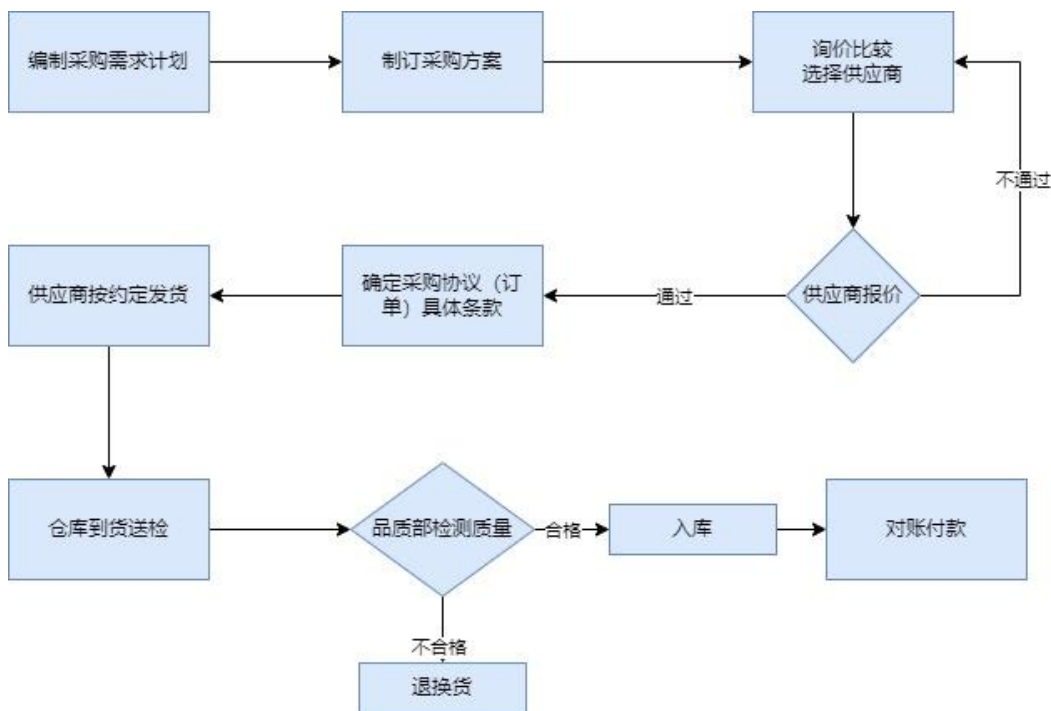 编制采购需求计划
制订采购方案
询价比较
选择供应商
不通过
供应商按约定发货
确定采购协议（订
单）具体条款
通过
供应商报价
仓库到货送检
品质部检测质量
合格
入库
对账付款
不合格
退换货